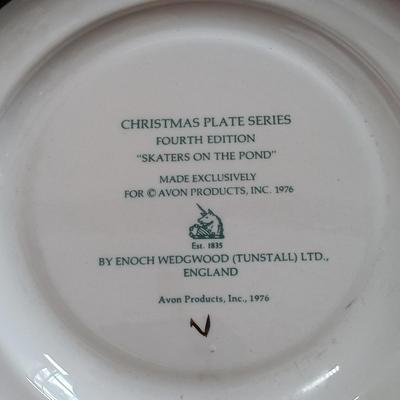 CHRISTMAS PLATE SERIES
FOURTH EDITION
"SKATERS ON THE POND"
MADE EXCLUSIVELY
FOR © AVON PRODUCTS, INC. 1976
Est. 1835
BY ENOCH WEDGWOOD (TUNSTALL) LTD.,
ENGLAND
Avon Products, Inc., 1976